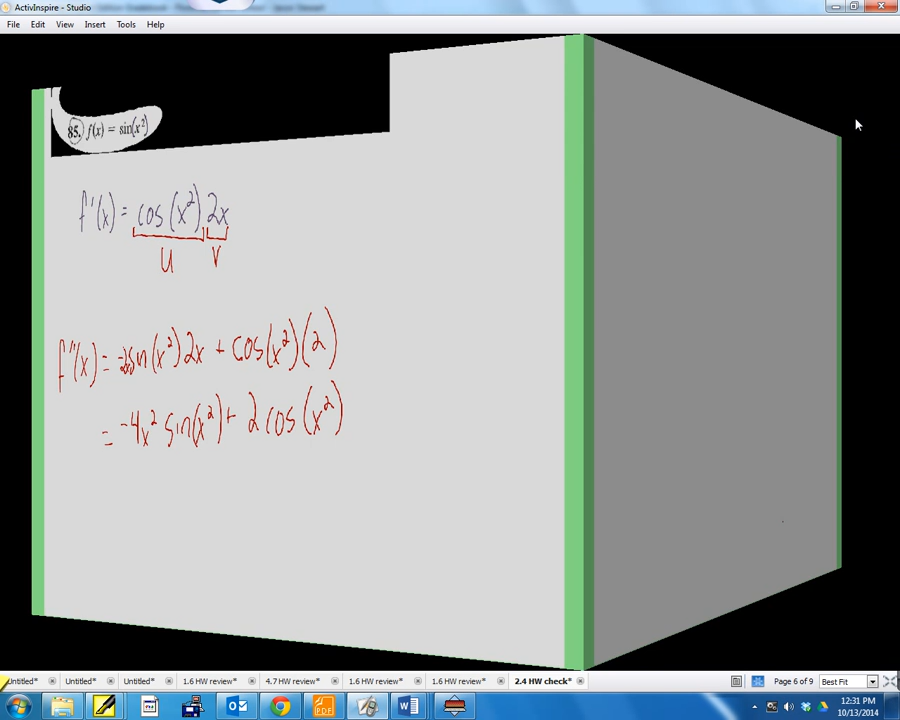 ActivInspire - Studio
File Edit View Insert Tools Help
85. f(x) = sin(x²)
f'(x) = cos(x²) 2x
u v
sin(x²) 2x + cos(x²)(2)
= -4x² sin(x²) + 2 cos(x²)
Untitled* Untitled* Untitled* 1.6 HW review* 4.7 HW review* 1.6 HW review* 1.6 HW review* 2.4 HW check* Page 6 of 9 Best Fit
12:31 PM
10/13/2014